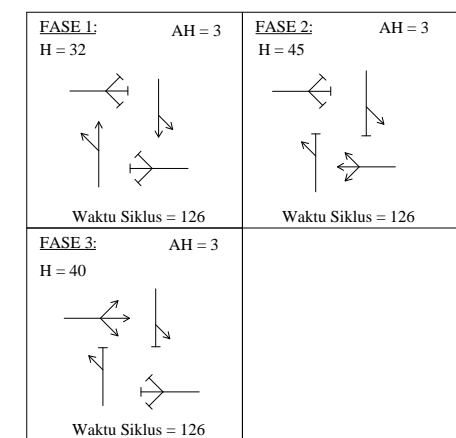 FASE 1: AH = 3
H = 32
Waktu Siklus = 126
FASE 2: AH = 3
H = 45
Waktu Siklus = 126
FASE 3: AH = 3
H = 40
Waktu Siklus = 126